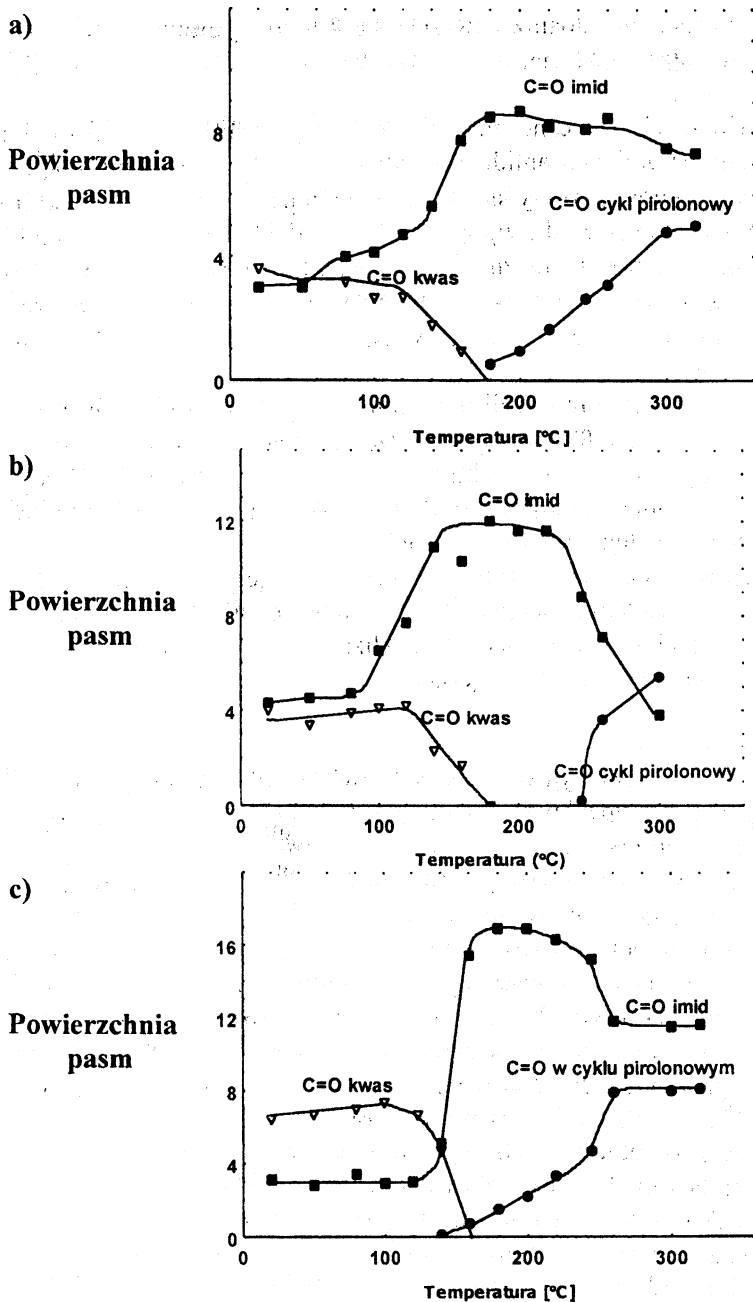 a)
C=O imid
8
Powierzchnia
pasm
C=O cykl pirolonowy
4
C=O kwas
0
0 100 200 300
Temperatura [°C]
b)
C=O imid
12
Powierzchnia
pasm
8
4
C=O kwas
C=O cykl pirolonowy
0
0 100 200 300
Temperatura (°C)
c)
16
C=O imid
Powierzchnia
pasm
12
C=O w cyklu pirolonowym
C=O kwas
8
4
0
0 100 200 300
Temperatura [°C]